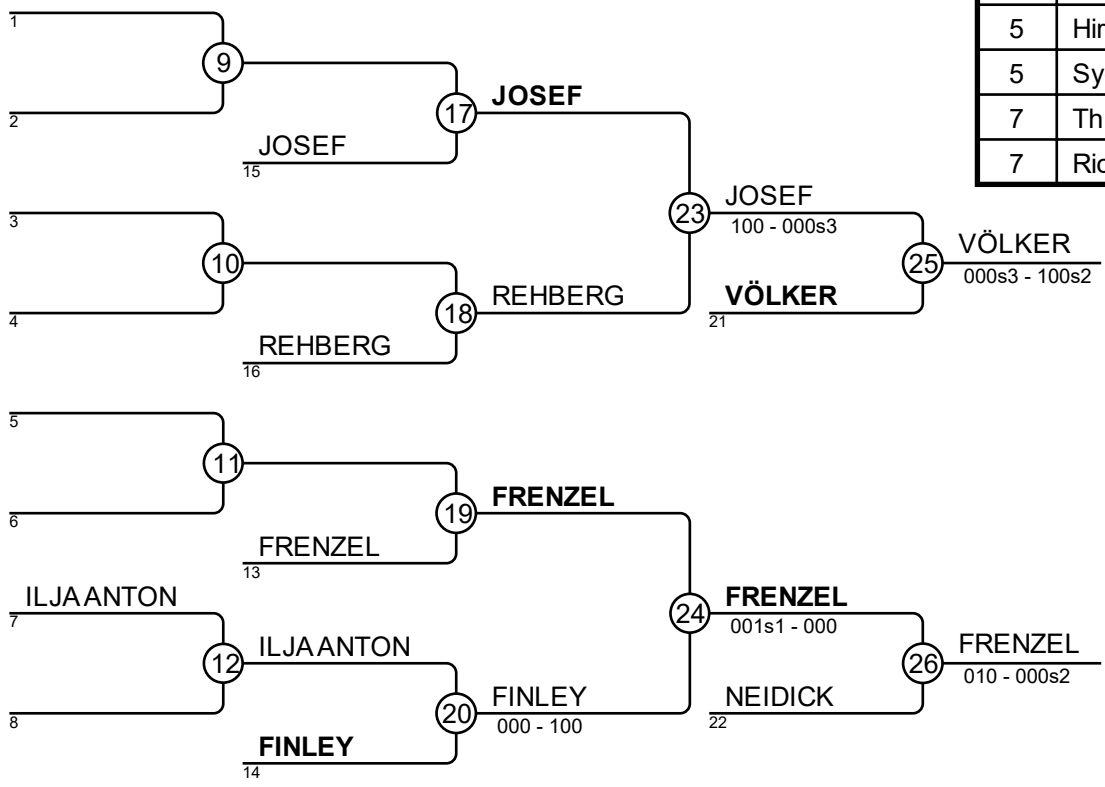 1
9
2
17
JOSEF
JOSEF
15
3
23
JOSEF
100 - 000s3
10
4
18
REHBERG
REHBERG
16
25
VÖLKER
000s3 - 100s2
VÖLKER
21
5
11
6
19
FRENZEL
FRENZEL
13
ILJA ANTON
7
24
FRENZEL
001s1 - 000
12
ILJA ANTON
8
20
FINLEY
000 - 100
FINLEY
14
26
FRENZEL
010 - 000s2
NEIDICK
22
5
5
7
7